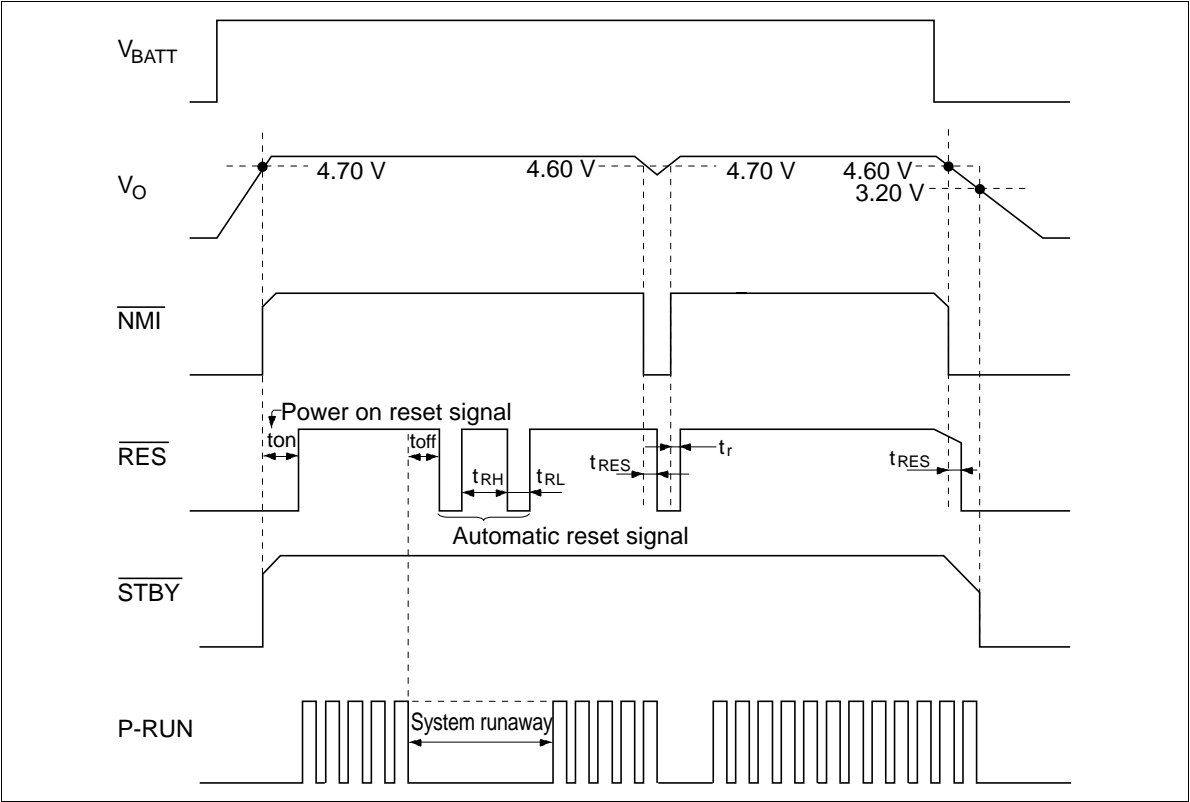 VBATT
VO
4.70 V
4.60 V
4.70 V
4.60 V
3.20 V
NMI
Power on reset signal
RES
ton
toff
tRH
tRL
tRES
tr
tRES
Automatic reset signal
STBY
P-RUN
System runaway